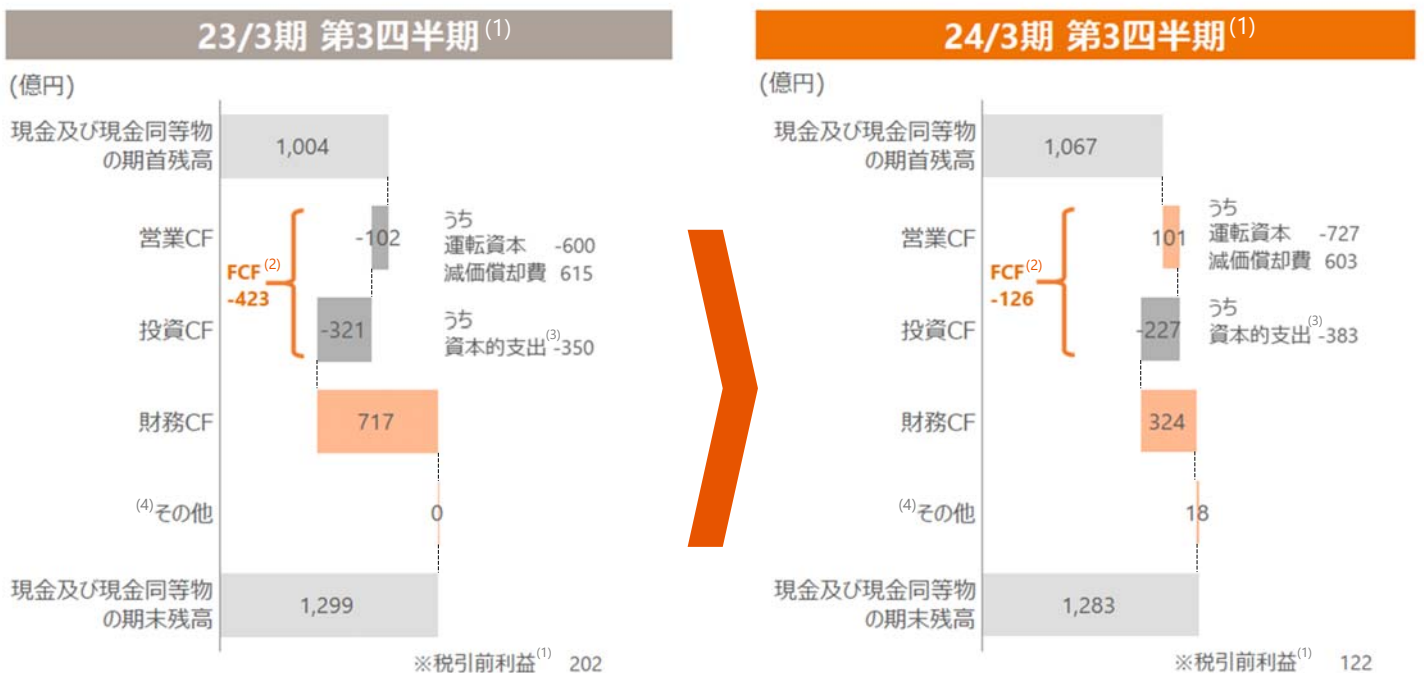 23/3期 第3四半期(1)
(億円)
現金及び現金同等物
の期首残高
1,004
営業CF
-102
うち
運転資本 -600
減価償却費 615
FCF(2)
-423
投資CF
-321
うち
資本的支出(3) -350
財務CF
717
(4)その他
0
現金及び現金同等物
の期末残高
1,299
※税引前利益(1) 202
24/3期 第3四半期(1)
(億円)
現金及び現金同等物
の期首残高
1,067
営業CF
101
うち
運転資本 -727
減価償却費 603
FCF(2)
-126
投資CF
-227
うち
資本的支出(3) -383
財務CF
324
(4)その他
18
現金及び現金同等物
の期末残高
1,283
※税引前利益(1) 122